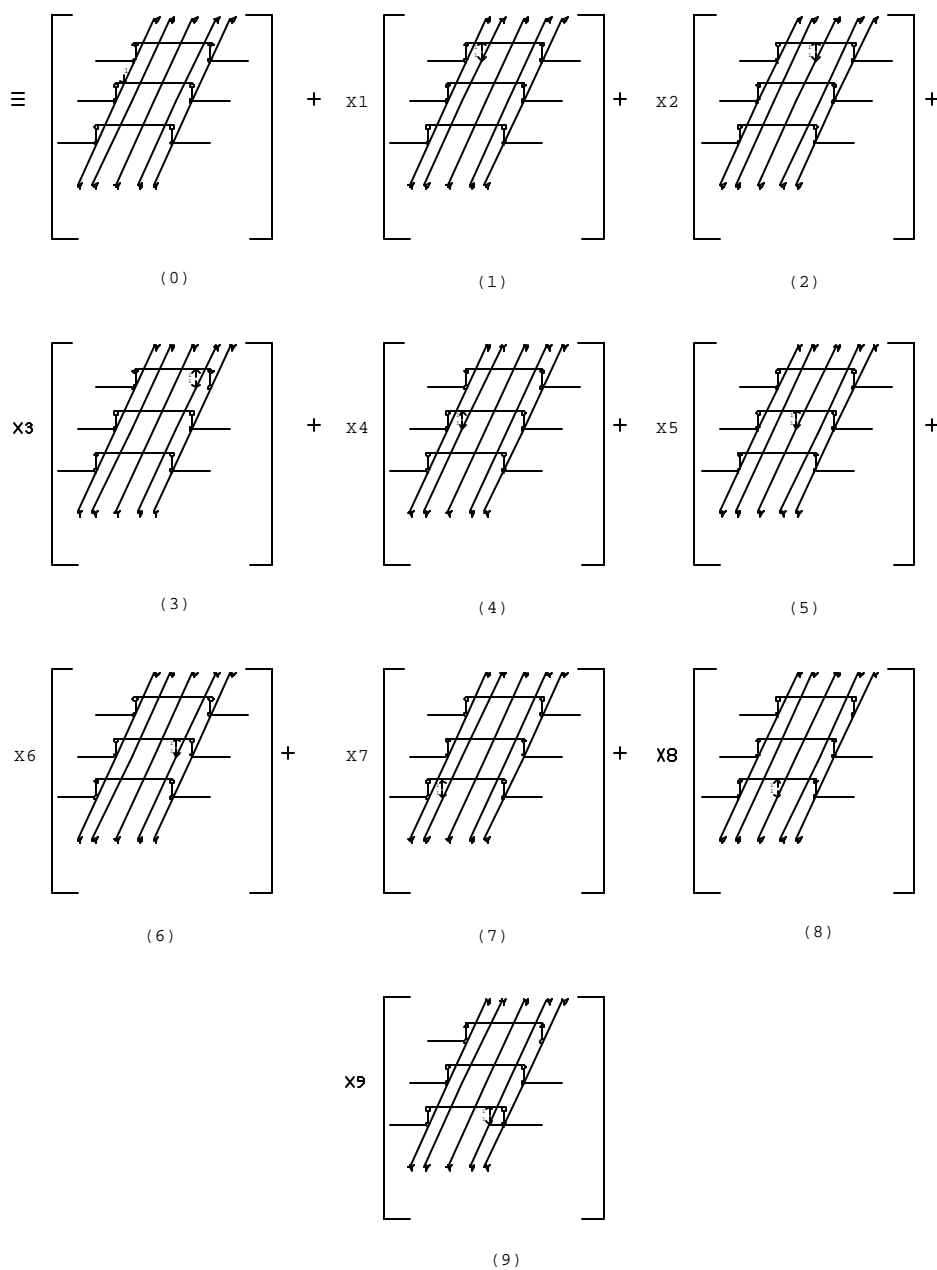 ≡ + X1 + X2 +
(0) (1) (2)
X3 + X4 + X5 +
(3) (4) (5)
X6 + X7 + X8
(6) (7) (8)
X9
(9)